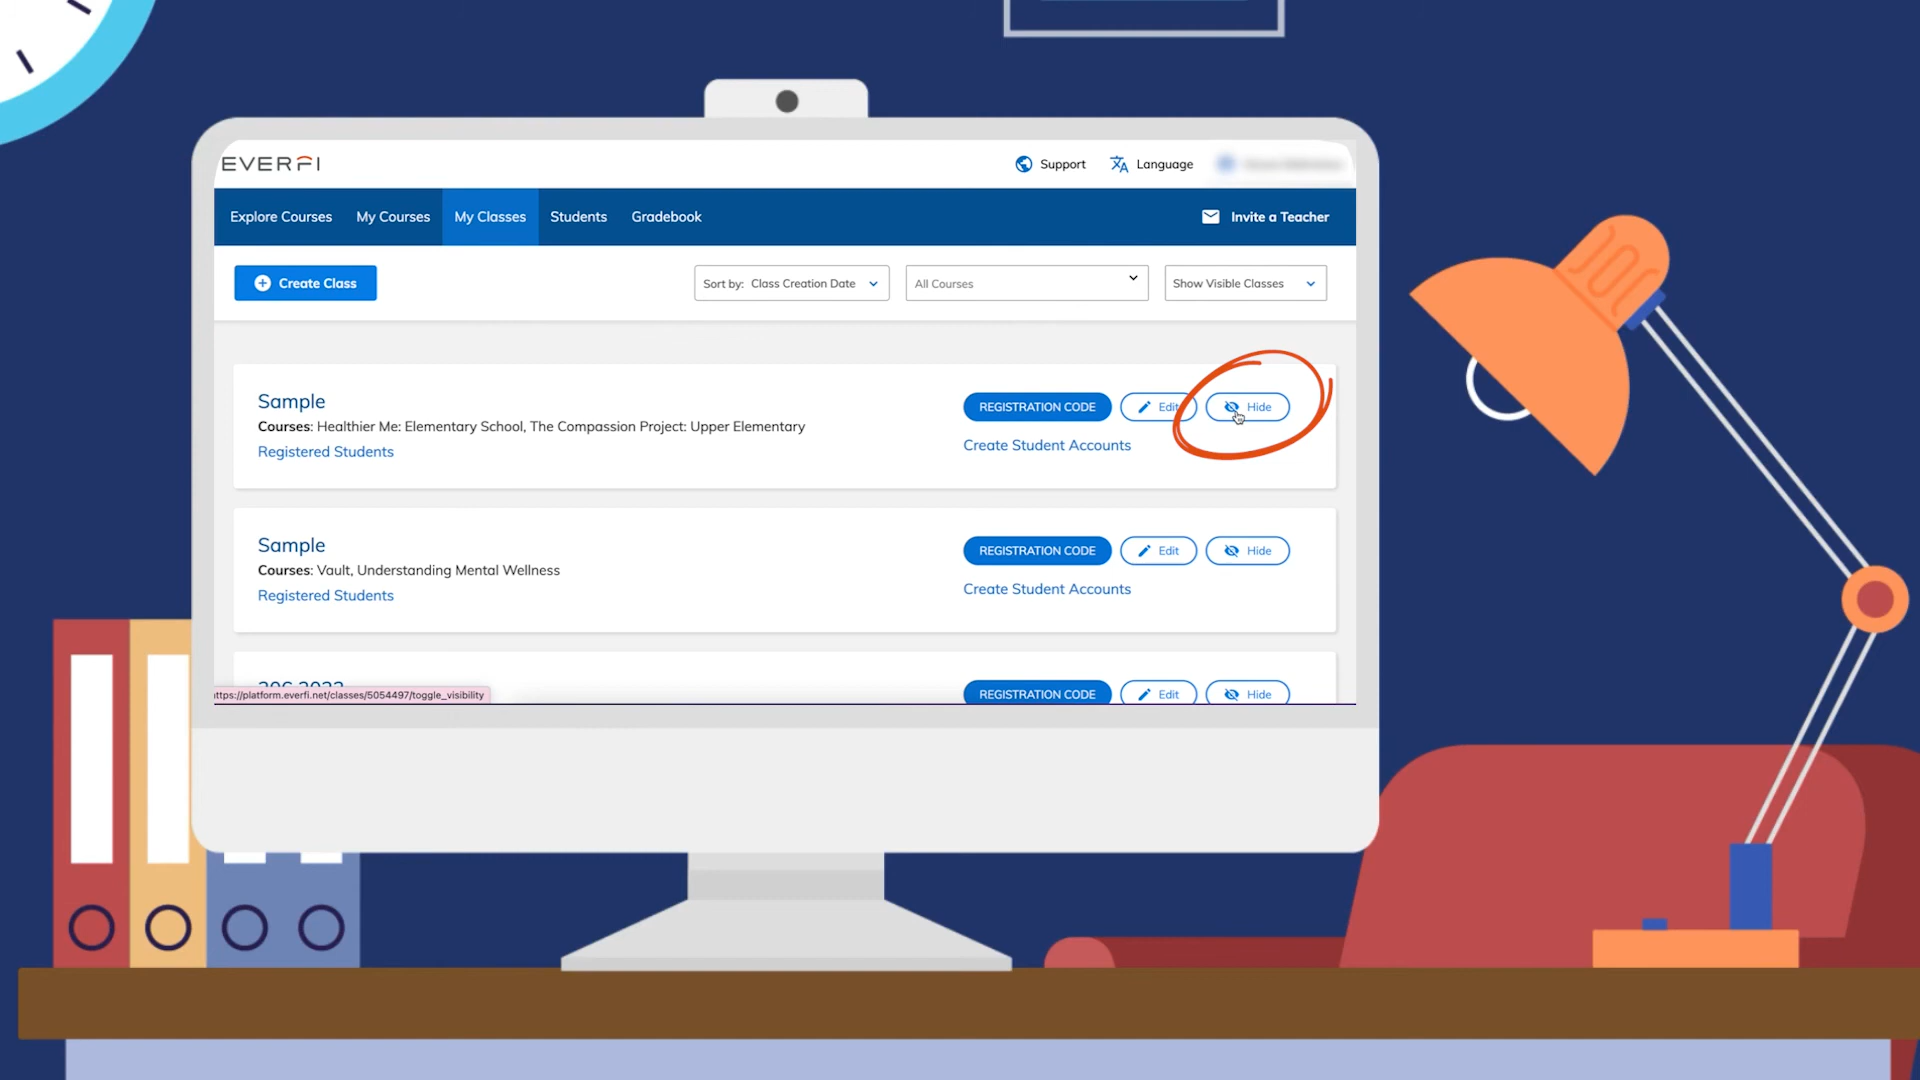 EVERFI
Support
Language
Explore Courses
My Courses
My Classes
Students
Gradebook
Invite a Teacher
Create Class
Sort by: Class Creation Date
All Courses
Show Visible Classes
Sample
REGISTRATION CODE
Edit
Hide
Courses: Healthier Me: Elementary School, The Compassion Project: Upper Elementary
Create Student Accounts
Registered Students
Sample
REGISTRATION CODE
Edit
Hide
Courses: Vault, Understanding Mental Wellness
Create Student Accounts
Registered Students
REGISTRATION CODE
Edit
Hide
ttps://platform.everfi.net/classes/5054497/toggle_visibility